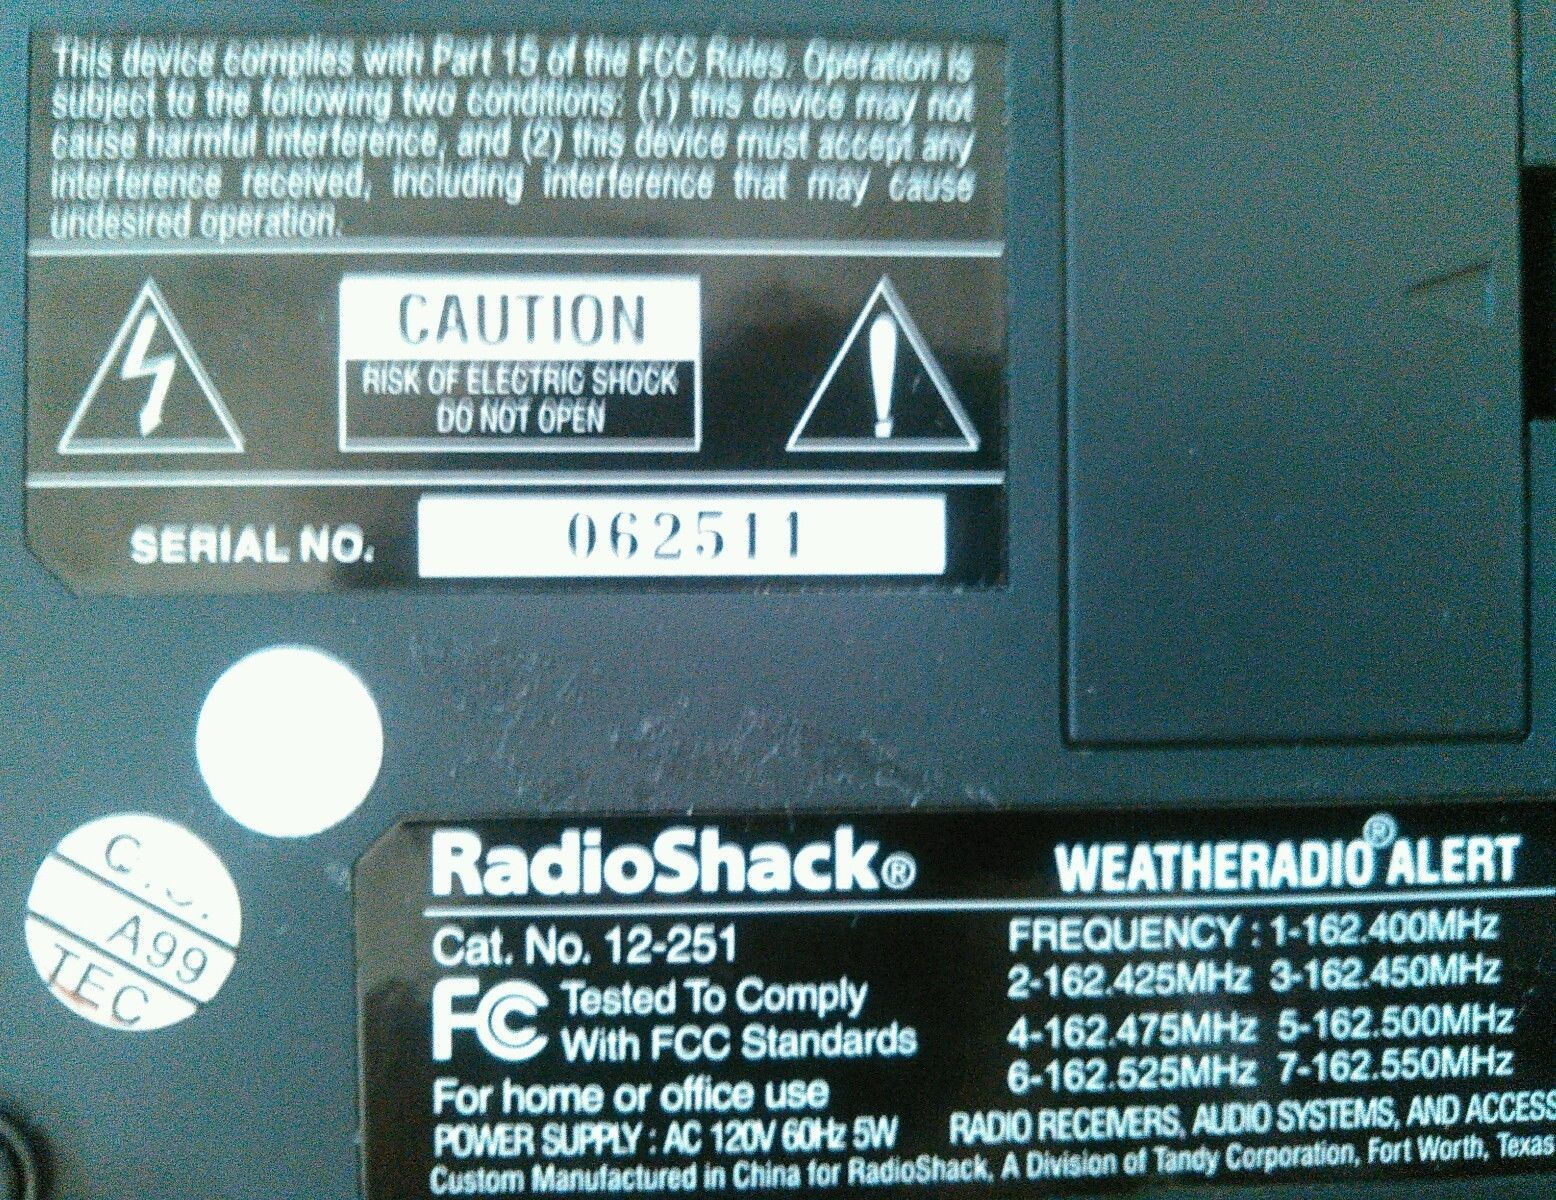 This device complies with Part 15 of the FCC Rules. Operation is
subject to the following two conditions: (1) this device may not
cause harmful interference, and (2) this device must accept any
interference received, including interference that may cause
undesired operation.
CAUTION
RISK OF ELECTRIC SHOCK
DO NOT OPEN
SERIAL NO. 062511
A99
TEC
RadioShack®
WEATHERADIO® ALERT
Cat. No. 12-251
FC Tested To Comply
With FCC Standards
For home or office use
POWER SUPPLY : AC 120V 60Hz 5W
FREQUENCY : 1-162.400MHz
2-162.425MHz 3-162.450MHz
4-162.475MHz 5-162.500MHz
6-162.525MHz 7-162.550MHz
RADIO RECEIVERS, AUDIO SYSTEMS, AND ACCESS
Custom Manufactured in China for RadioShack, A Division of Tandy Corporation, Fort Worth, Texas